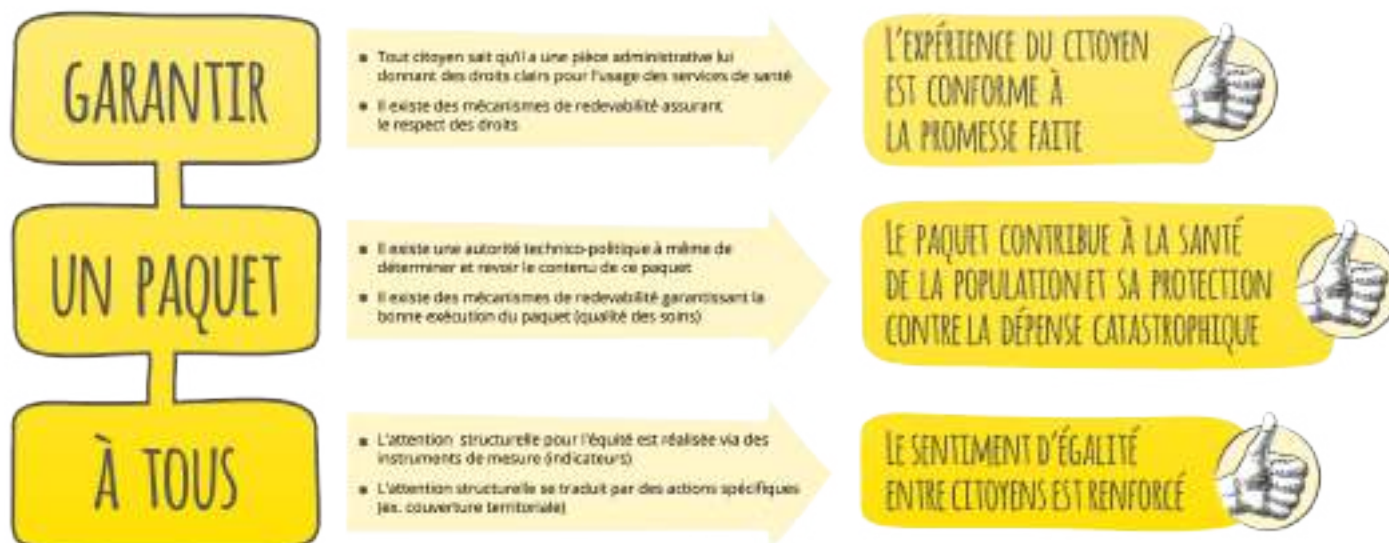 GARANTIR
Tout citoyen sait qu'il a une pièce administrative lui
donnant des droits clairs pour l'usage des services de santé
Il existe des mécanismes de redevabilité assurant
le respect des droits
L'EXPÉRIENCE DU CITOYEN
EST CONFORME À
LA PROMESSE FAITE
UN PAQUET
Il existe une autorité technico-politique à même de
déterminer et revoir le contenu de ce paquet
Il existe des mécanismes de redevabilité garantissant la
bonne exécution du paquet (qualité des soins)
LE PAQUET CONTRIBUE À LA SANTÉ
DE LA POPULATION ET SA PROTECTION
CONTRE LA DÉPENSE CATASTROPHIQUE
À TOUS
L'attention structurelle pour l'équité est réalisée via des
instruments de mesure (indicateurs)
L'attention structurelle se traduit par des actions spécifiques
(ex. couverture territoriale)
LE SENTIMENT D'ÉGALITÉ
ENTRE CITOYENS EST RENFORCÉ